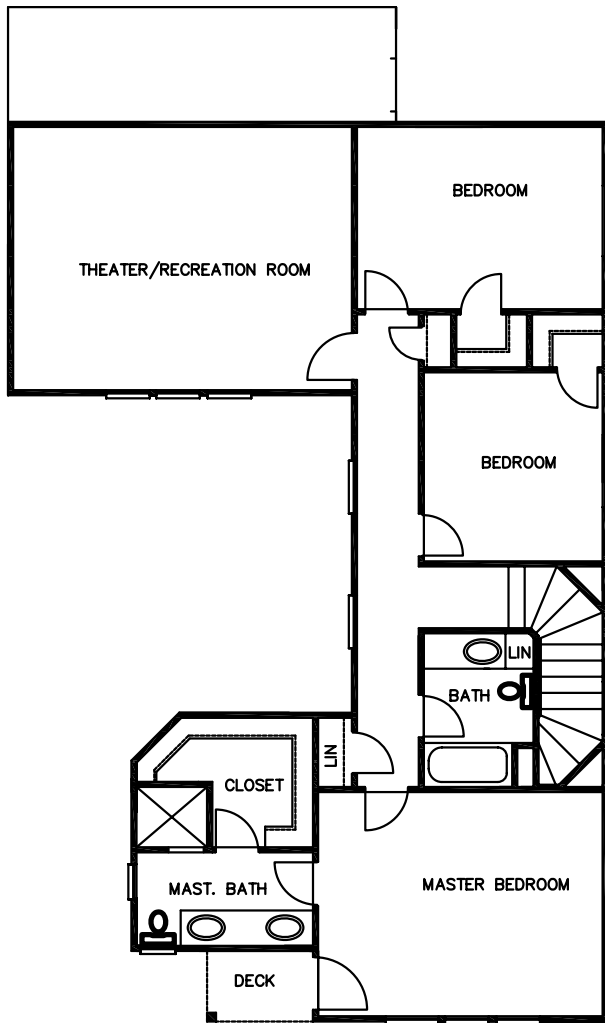 BEDROOM
THEATER/RECREATION ROOM
BEDROOM
LIN
BATH
LIN
CLOSET
MAST. BATH
MASTER BEDROOM
DECK